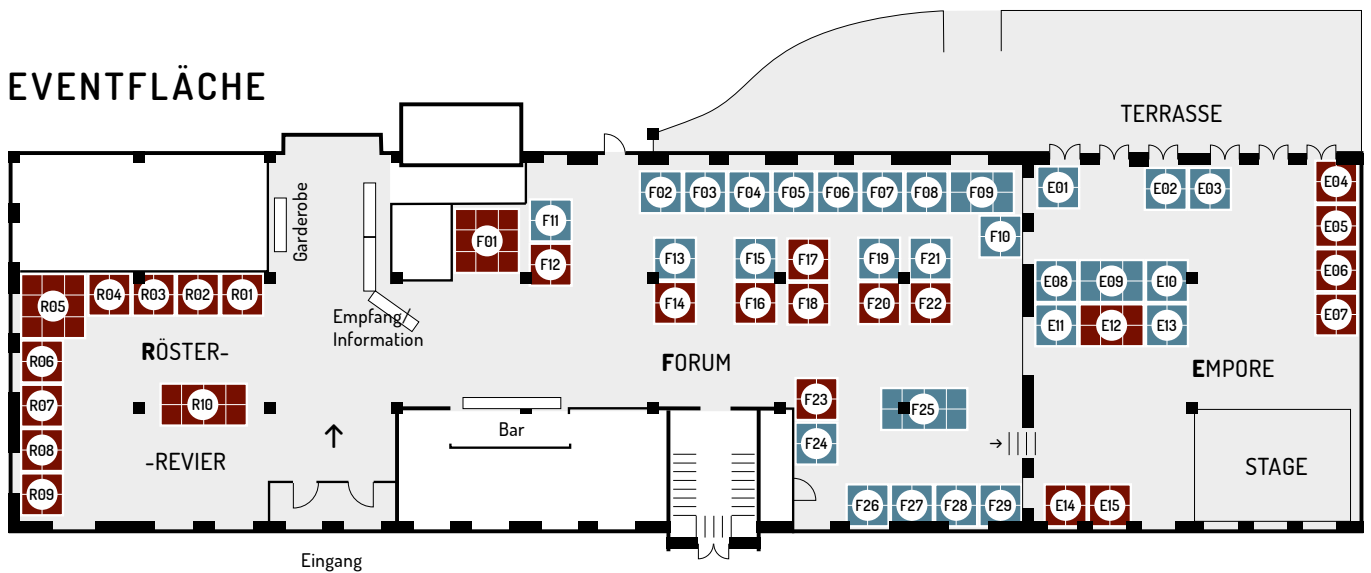 EVENTFLÄCHE
TERRASSE
Garderobe
E01 E02 E03 E04
F02 F03 F04 F05 F06 F07 F08 F09
F11 F01 F10 E05
F12 F13 F15 F17 F19 F21
E08 E09 E10 E06
R05 R04 R03 R02 R01
F14 F16 F18 F20 F22
E11 E12 E13 E07
Empfang/
Information
RÖSTER-
R06
FORUM
EMPORE
R07 R10
F23 F25
Bar
F24
R08
-REVIER
STAGE
R09
F26 F27 F28 F29 E14 E15
Eingang